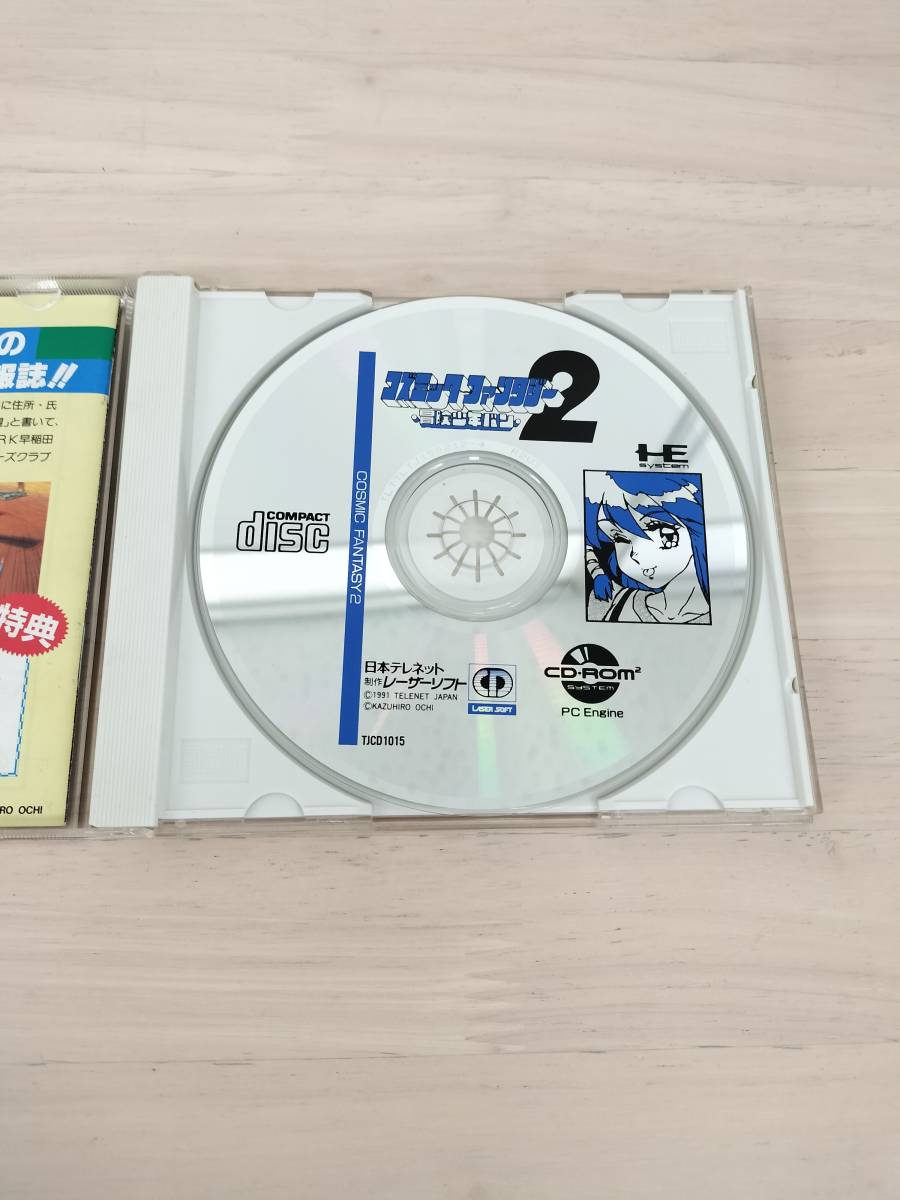 の
報誌!!
に住所・氏
と書いて、
RK早稲田
ーズクラブ
特典
RO OCHI
コズミック・ファンタジー2
・冒険少年バン・
HE
system
COMPACT
disc
COSMIC FANTASY2
日本テレネット
制作 レーザーソフト
©1991 TELENET JAPAN
©KAZUHIRO OCHI
LASER SOFT
TJCD1015
CD-ROM²
SYSTEM
PC Engine